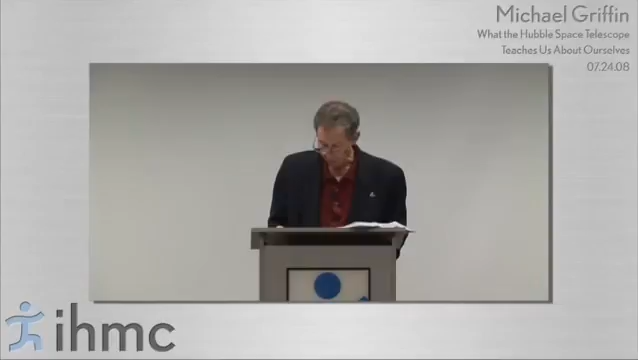 Michael Griffin
What the Hubble Space Telescope
Teaches Us About Ourselves
07.24.08
ihmc